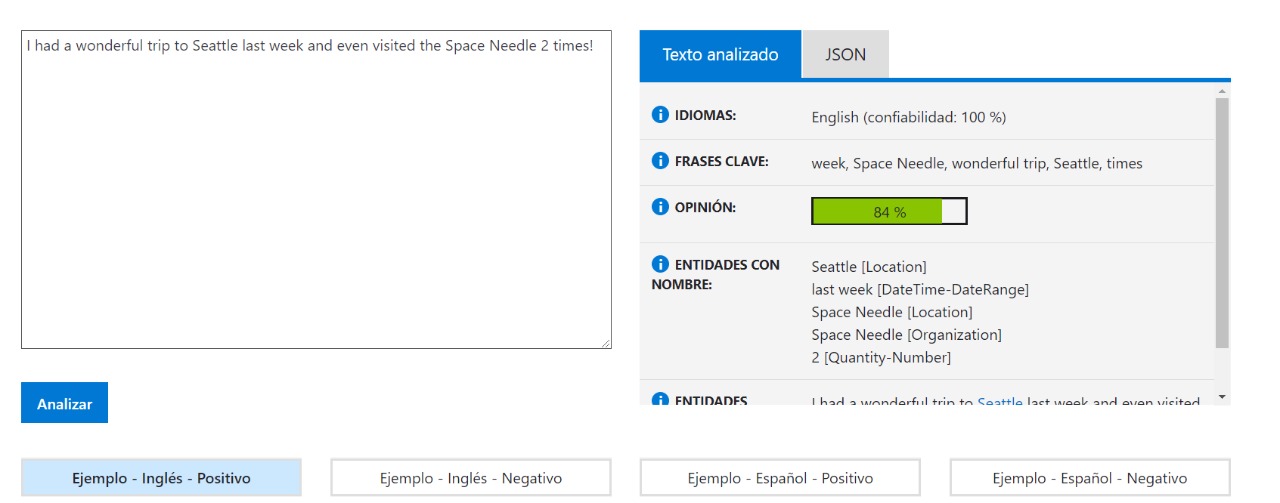 I had a wonderful trip to Seattle last week and even visited the Space Needle 2 times!
Analizar
Texto analizado
JSON
IDIOMAS:
English (confiabilidad: 100 %)
FRASES CLAVE:
week, Space Needle, wonderful trip, Seattle, times
OPINIÓN:
84 %
ENTIDADES CON
NOMBRE:
Seattle [Location]
last week [DateTime-DateRange]
Space Needle [Location]
Space Needle [Organization]
2 [Quantity-Number]
ENTIDADES
I had a wonderful trip to Seattle last week and even visited
Ejemplo - Inglés - Positivo
Ejemplo - Inglés - Negativo
Ejemplo - Español - Positivo
Ejemplo - Español - Negativo